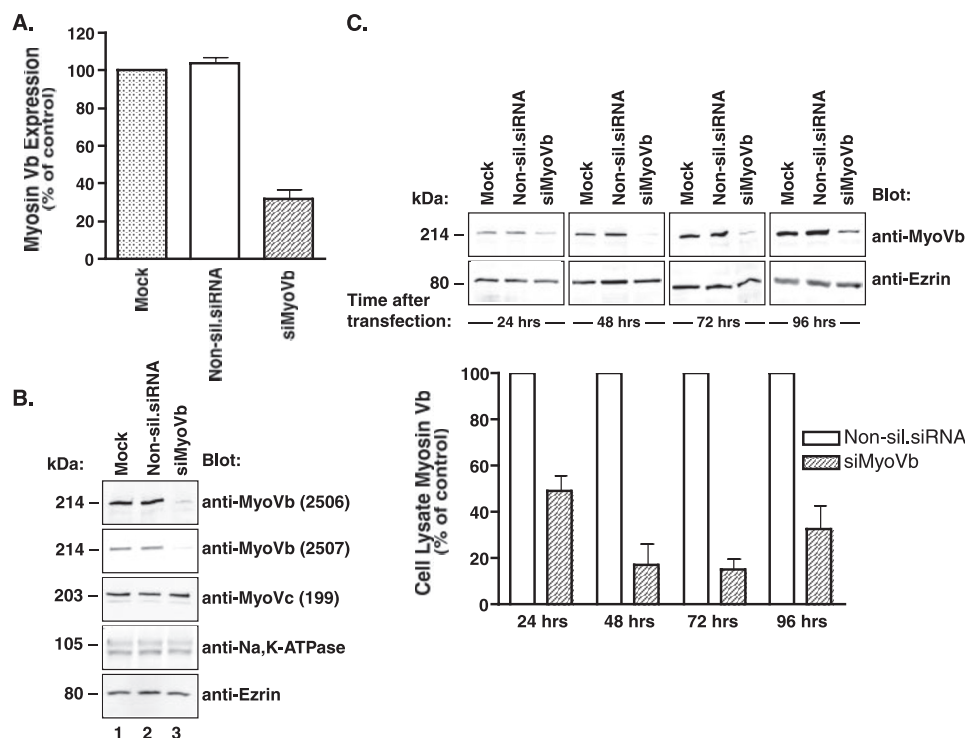 A.
Myosin Vb Expression
(% of control)
120
100
80
60
40
20
0
Mock
Non-sil.siRNA
siMyoVb
B.
Mock
Non-sil.siRNA
siMyoVb
kDa:
Blot:
214
anti-MyoVb (2506)
214
anti-MyoVb (2507)
203
anti-MyoVc (199)
105
anti-Na,K-ATPase
80
anti-Ezrin
1 2 3
C.
Mock
Non-sil.siRNA
siMyoVb
Mock
Non-sil.siRNA
siMyoVb
Mock
Non-sil.siRNA
siMyoVb
Mock
Non-sil.siRNA
siMyoVb
kDa:
Blot:
214
anti-MyoVb
80
anti-Ezrin
Time after
transfection:
24 hrs 48 hrs 72 hrs 96 hrs
Cell Lysate Myosin Vb
(% of control)
100
80
60
40
20
0
Non-sil.siRNA
siMyoVb
24 hrs 48 hrs 72 hrs 96 hrs